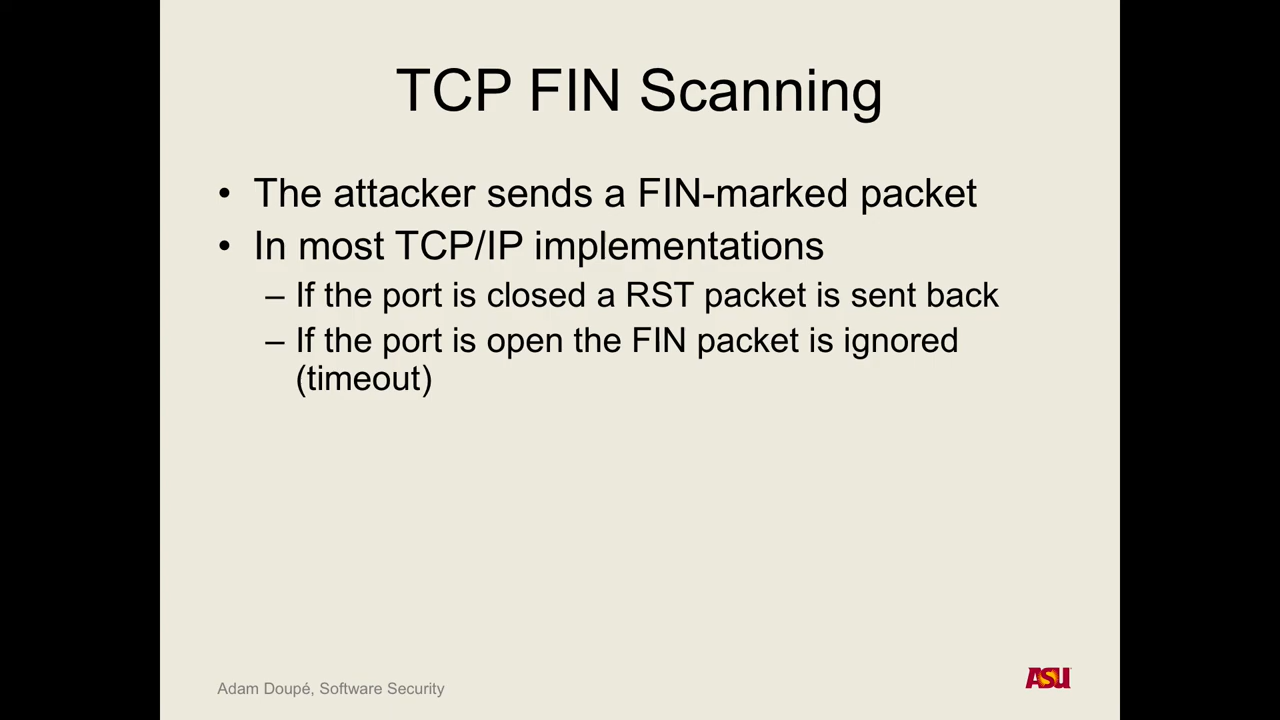 TCP FIN Scanning
• The attacker sends a FIN-marked packet
• In most TCP/IP implementations
– If the port is closed a RST packet is sent back
– If the port is open the FIN packet is ignored
(timeout)
Adam Doupé, Software Security
ASU